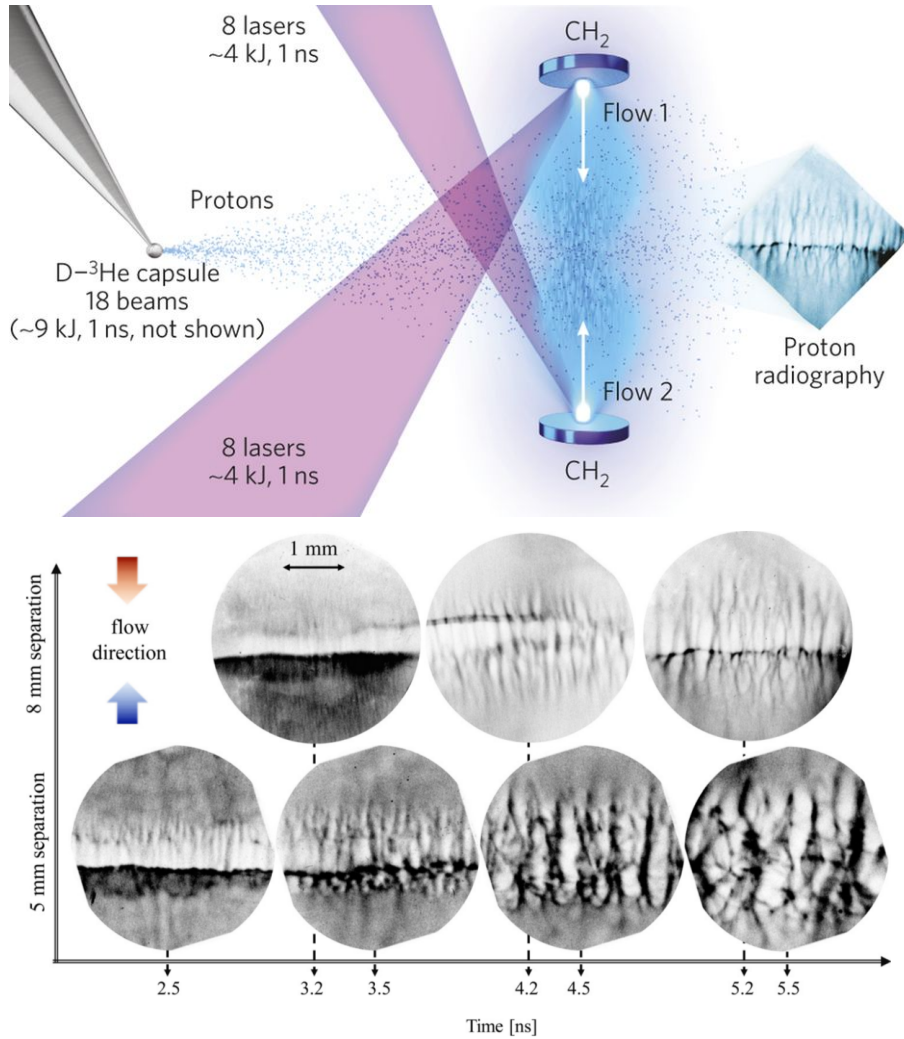 8 lasers
~4 kJ, 1 ns
CH₂
Flow 1
Protons
D–³He capsule
18 beams
(~9 kJ, 1 ns, not shown)
Proton
radiography
Flow 2
8 lasers
~4 kJ, 1 ns
CH₂
8 mm separation
flow
direction
1 mm
5 mm separation
2.5
3.2
3.5
4.2
4.5
5.2
5.5
Time [ns]